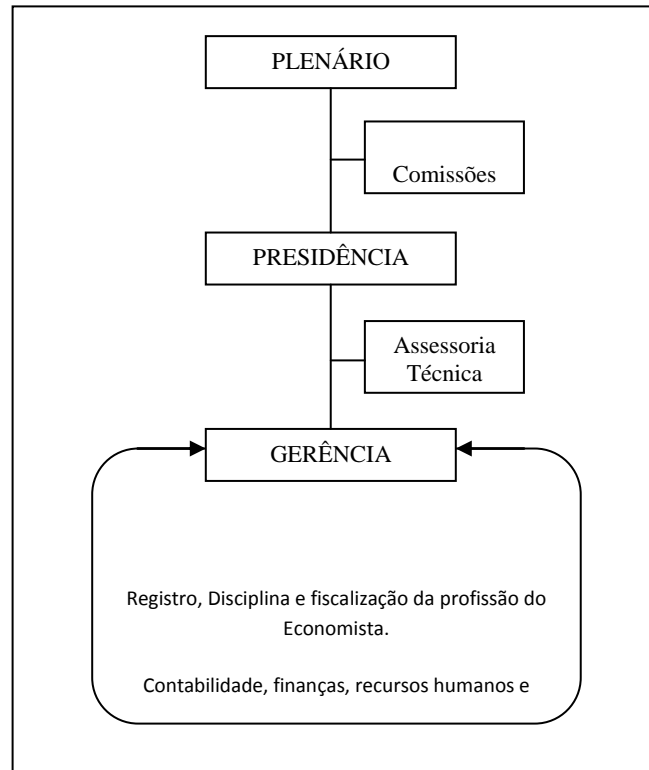 PLENÁRIO
Comissões
PRESIDÊNCIA
Assessoria
Técnica
GERÊNCIA
Registro, Disciplina e fiscalização da profissão do
Economista.
Contabilidade, finanças, recursos humanos e